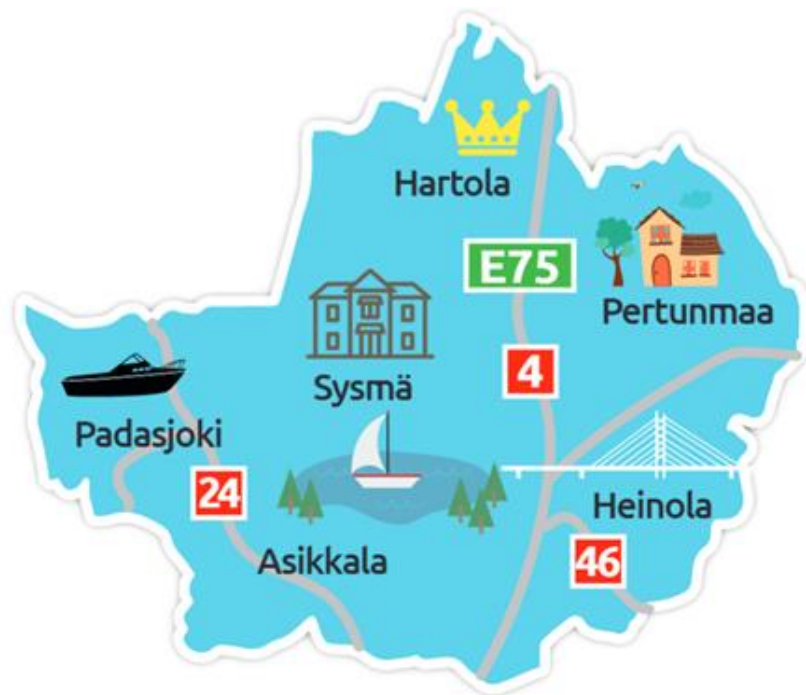 Hartola
E75
Pertunmaa
4
Sysmä
Padasjoki
24
Heinola
Asikkala
46